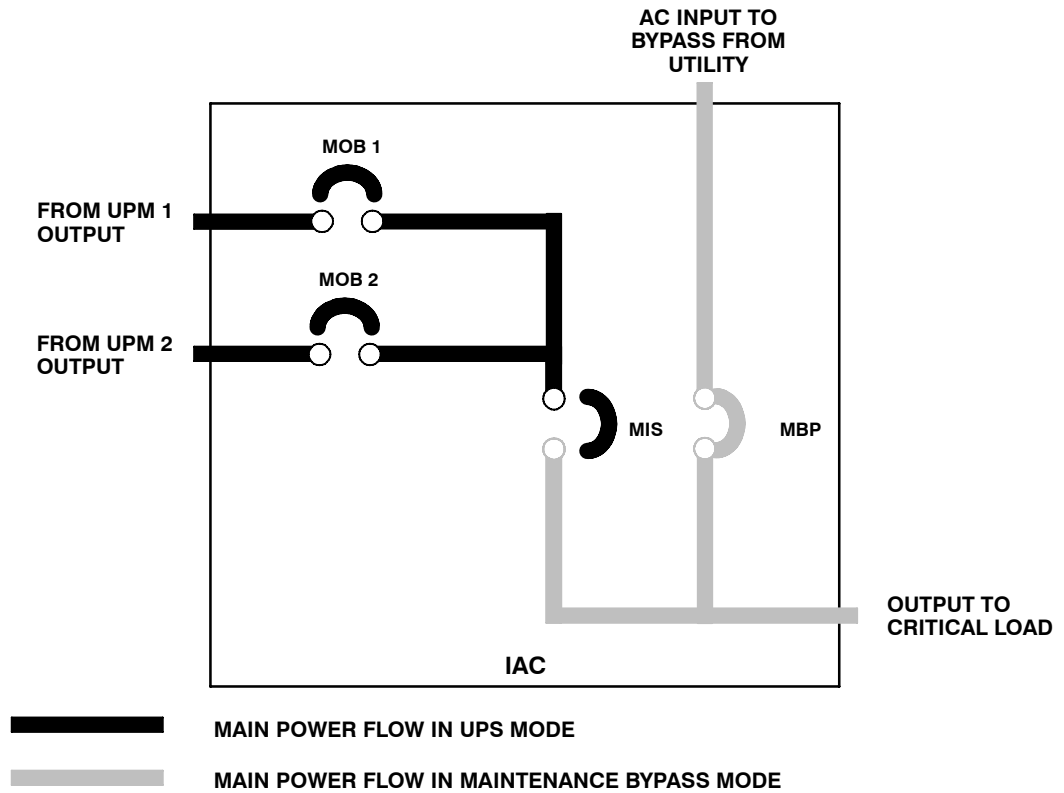 AC INPUT TO
BYPASS FROM
UTILITY
MOB 1
FROM UPM 1
OUTPUT
MOB 2
FROM UPM 2
OUTPUT
MIS
MBP
OUTPUT TO
CRITICAL LOAD
IAC
MAIN POWER FLOW IN UPS MODE
MAIN POWER FLOW IN MAINTENANCE BYPASS MODE